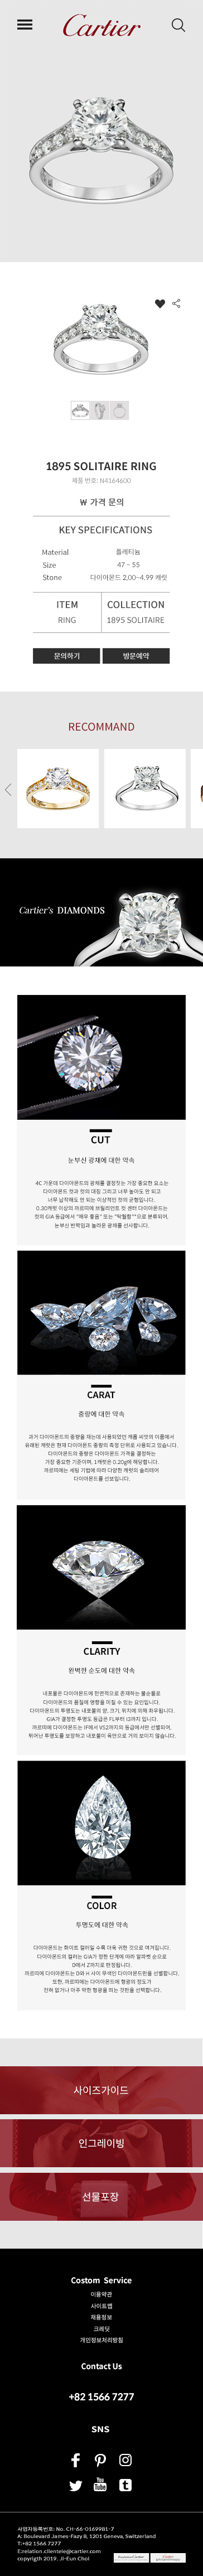 Cartier
1895 SOLITAIRE RING
제품 번호: N4164600
₩ 가격 문의
KEY SPECIFICATIONS
Material 플래티늄
Size 47 – 55
Stone 다이아몬드 2,00~4,99 캐럿
ITEM COLLECTION
RING 1895 SOLITAIRE
문의하기 방문예약
RECOMMAND
Cartier's DIAMONDS
CUT
눈부신 광채에 대한 약속
4C 가운데 다이아몬드의 광채를 결정짓는 가장 중요한 요소는
다이아몬드 컷과 컷의 대칭 그리고 너무 높아도 안 되고
너무 납작해도 안 되는 이상적인 컷의 균형입니다.
0.30캐럿 이상의 까르띠에 브릴리언트 컷 센터 다이아몬드는
컷의 GIA 등급에서 "매우 좋음" 또는 "탁월함""으로 분류되어,
눈부신 반짝임과 놀라운 광채를 선사합니다.
CARAT
중량에 대한 약속
과거 다이아몬드의 중량을 재는데 사용되었던 캐롭 씨앗의 이름에서
유래된 캐럿은 현재 다이아몬드 중량의 측정 단위로 사용되고 있습니다.
다이아몬드의 중량은 다이아몬드 가격을 결정하는
가장 중요한 기준이며, 1캐럿은 0.20g에 해당합니다.
까르띠에는 세팅 기법에 따라 다양한 캐럿의 솔리테어
다이아몬드를 선보입니다.
CLARITY
완벽한 순도에 대한 약속
내포물은 다이아몬드에 천연적으로 존재하는 불순물로
다이아몬드의 품질에 영향을 미칠 수 있는 요인입니다.
다이아몬드의 투명도는 내포물의 양, 크기, 위치에 의해 좌우됩니다.
GIA가 결정한 투명도 등급은 FL부터 I3까지 입니다.
까르띠에 다이아몬드는 IF에서 VS2까지의 등급에서만 선별되어,
뛰어난 투명도를 보장하고 내포물이 육안으로 거의 보이지 않습니다.
COLOR
투명도에 대한 약속
다이아몬드는 화이트 컬러일 수록 더욱 귀한 것으로 여겨집니다.
다이아몬드의 컬러는 GIA가 정한 단계에 따라 알파벳 순으로
D에서 Z까지로 판정됩니다.
까르띠에 다이아몬드는 D와 H 사이 무색인 다이아몬드만을 선별합니다.
또한, 까르띠에는 다이아몬드에 형광의 정도가
전혀 없거나 아주 약한 형광을 띄는 것만을 선택합니다.
사이즈가이드
인그레이빙
선물포장
Costom Service
이용약관
사이트맵
채용정보
크레딧
개인정보처리방침
Contact Us
+82 1566 7277
SNS
사업자등록번호: No. CH-66-0169981-7
A: Boulevard James-Fazy 8, 1201 Geneva, Switzerland
T:+82 1566 7277
E:relation.clientele@cartier.com
copyrigth 2019. Ji-Eun Choi